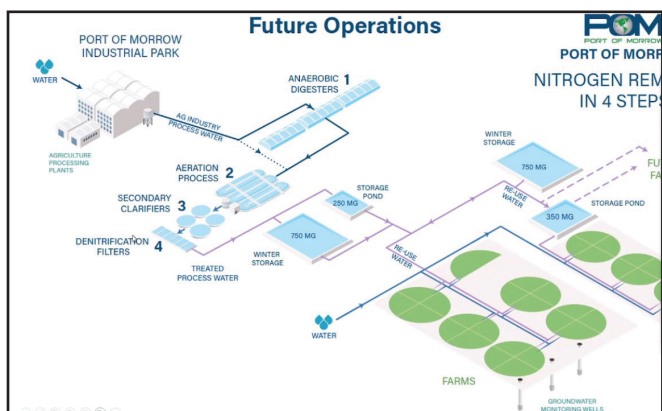 Future Operations
POM
PORT OF MORROW
PORT OF MORR
NITROGEN REM
IN 4 STEPS
PORT OF MORROW
INDUSTRIAL PARK
WATER
AGRICULTURE
PROCESSING
PLANTS
AG INDUSTRY
PROCESS WATER
ANAEROBIC
DIGESTERS
1
AERATION
PROCESS
2
SECONDARY
CLARIFIERS
3
DENITRIFICATION
FILTERS
4
TREATED
PROCESS WATER
750 MG
WINTER
STORAGE
250 MG
STORAGE
POND
RE-USE
WATER
WINTER
STORAGE
750 MG
RE-USE
WATER
350 MG
STORAGE POND
FU
FA
WATER
FARMS
GROUNDWATER
MONITORING WELLS